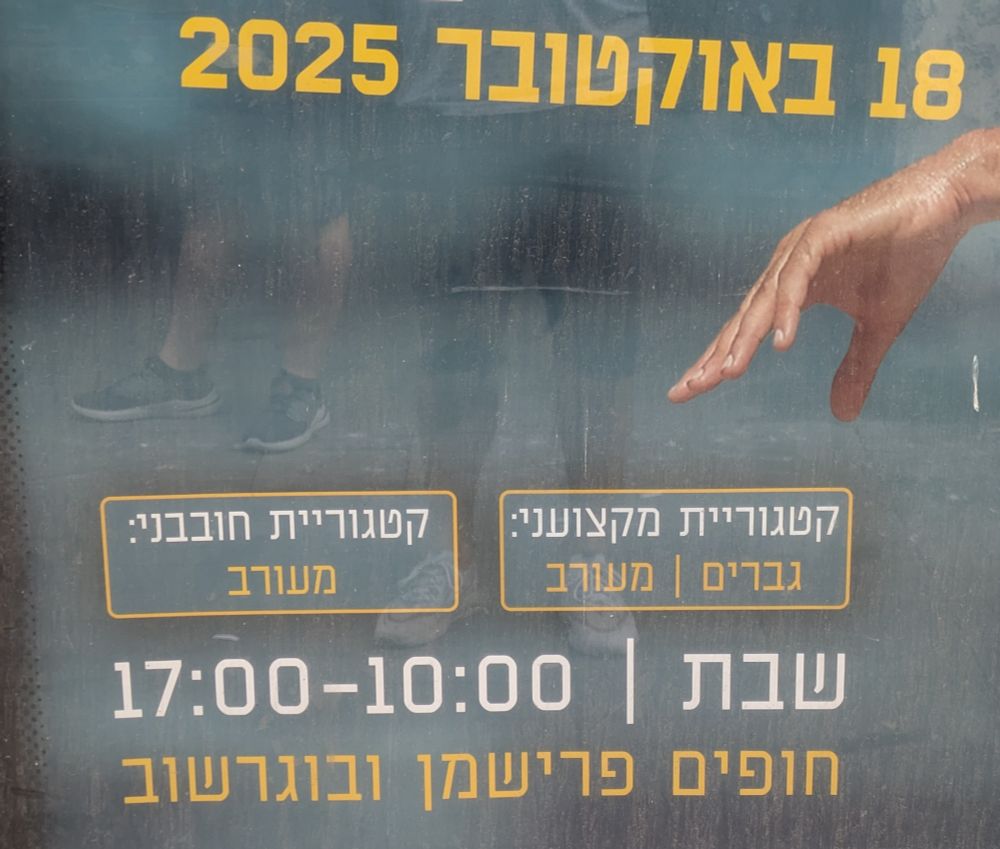 18 באוקטובר 2025
קטגוריית מקצועני:
גברים | מעורב
קטגוריית חובבני:
מעורב
שבת | 10:00-17:00
חופים פרישמן ובוגרשוב